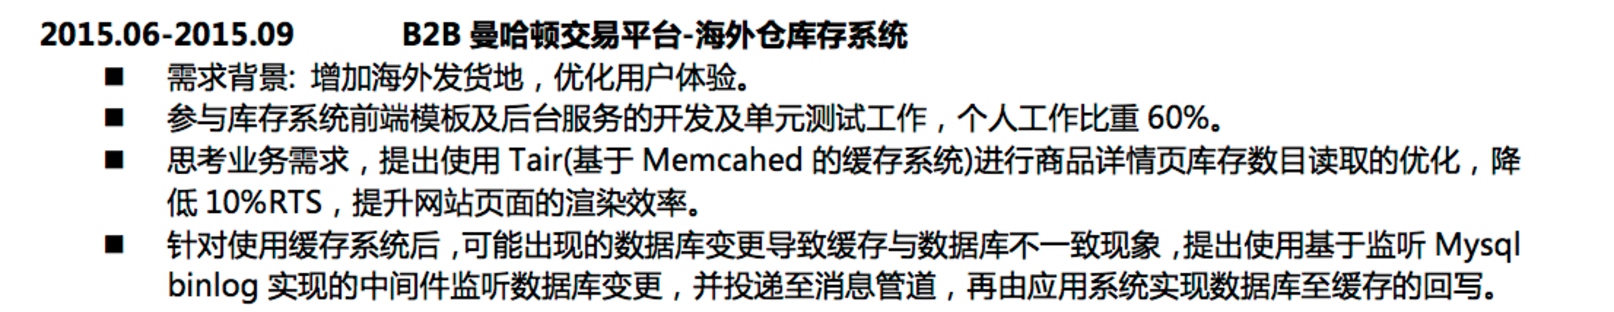 2015.06-2015.09 B2B 曼哈顿交易平台-海外仓库存系统
■ 需求背景: 增加海外发货地，优化用户体验。
■ 参与库存系统前端模板及后台服务的开发及单元测试工作，个人工作比重 60%。
■ 思考业务需求，提出使用 Tair(基于 Memcahed 的缓存系统)进行商品详情页库存数目读取的优化，降
低 10%RTS，提升网站页面的渲染效率。
■ 针对使用缓存系统后，可能出现的数据库变更导致缓存与数据库不一致现象，提出使用基于监听 Mysql
binlog 实现的中间件监听数据库变更，并投递至消息管道，再由应用系统实现数据库至缓存的回写。